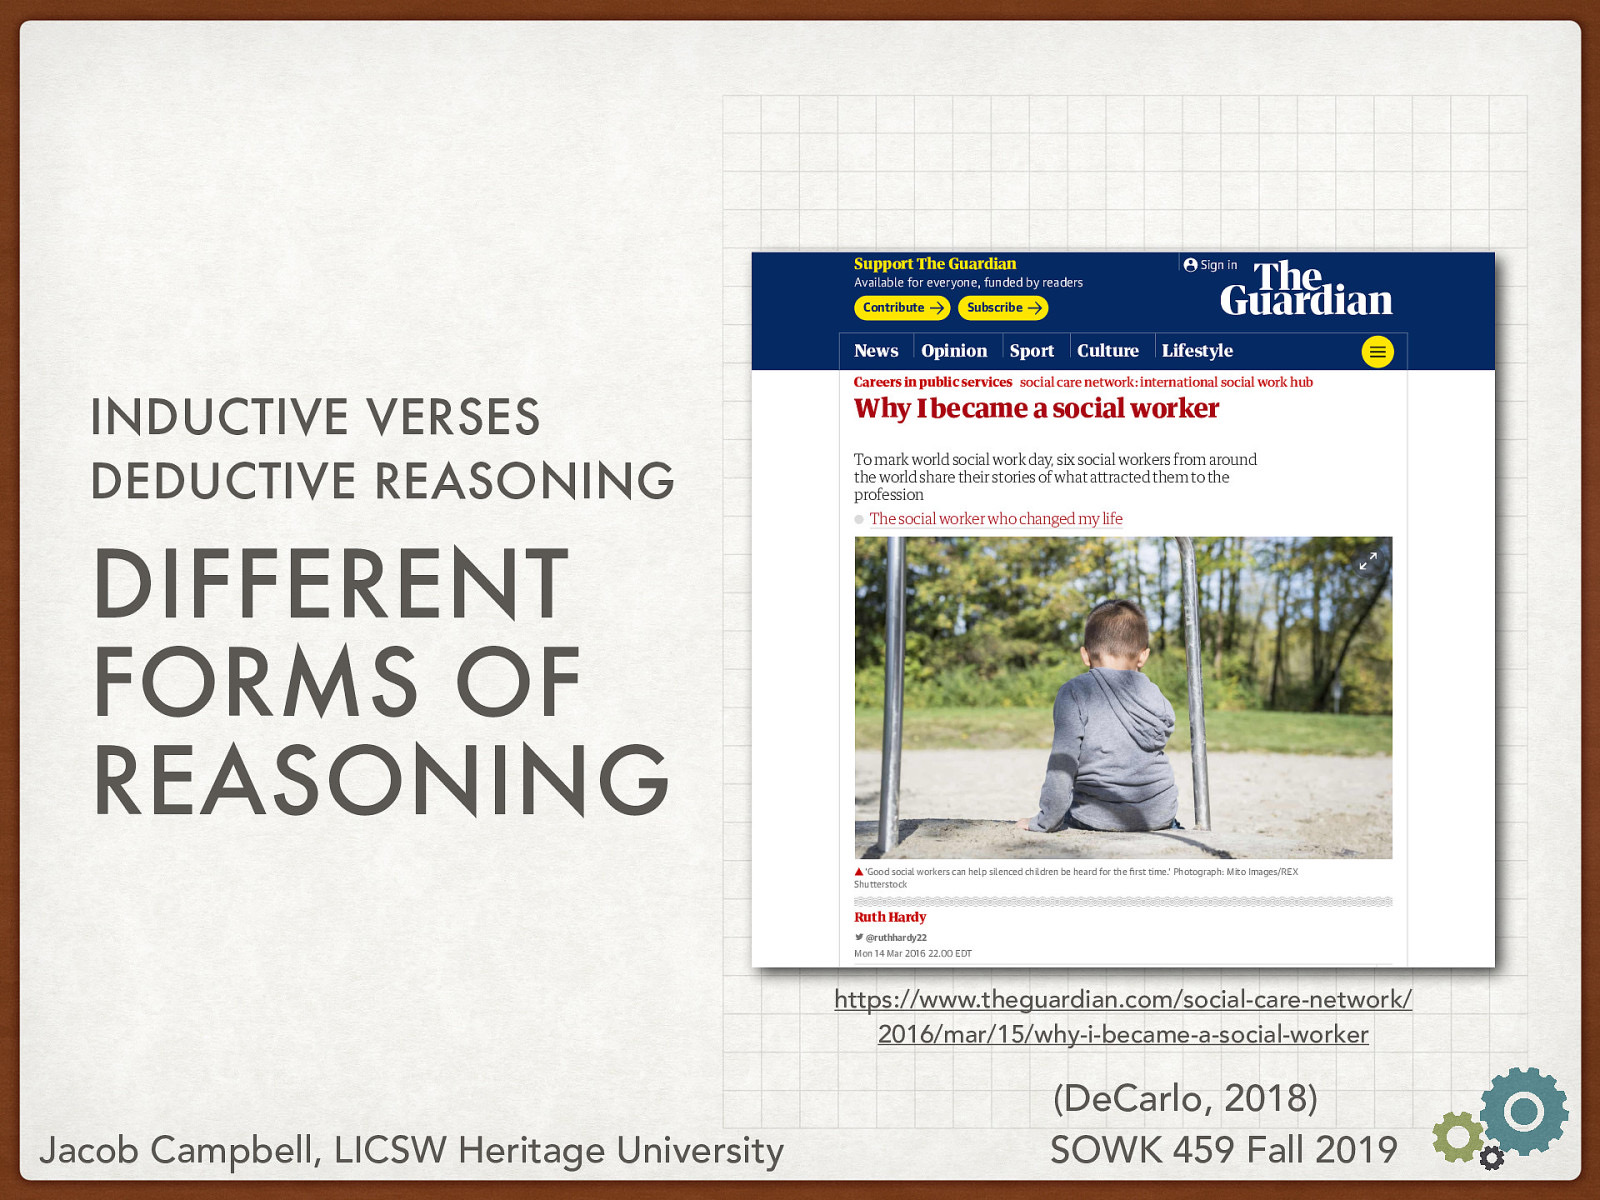 INDUCTIVE VERSES
DEDUCTIVE REASONING
DIFFERENT
FORMS OF
REASONING
Support The Guardian
Available for everyone, funded by readers
Contribute → Subscribe →
Sign in
The
Guardian
News Opinion Sport Culture Lifestyle
Careers in public services social care network: international social work hub
Why I became a social worker
To mark world social work day, six social workers from around
the world share their stories of what attracted them to the
profession
The social worker who changed my life
'Good social workers can help silenced children be heard for the first time.' Photograph: Mito Images/REX
Shutterstock
Ruth Hardy
@ruthhardy22
Mon 14 Mar 2016 22.00 EDT
https://www.theguardian.com/social-care-network/
2016/mar/15/why-i-became-a-social-worker
(DeCarlo, 2018)
Jacob Campbell, LICSW Heritage University
SOWK 459 Fall 2019